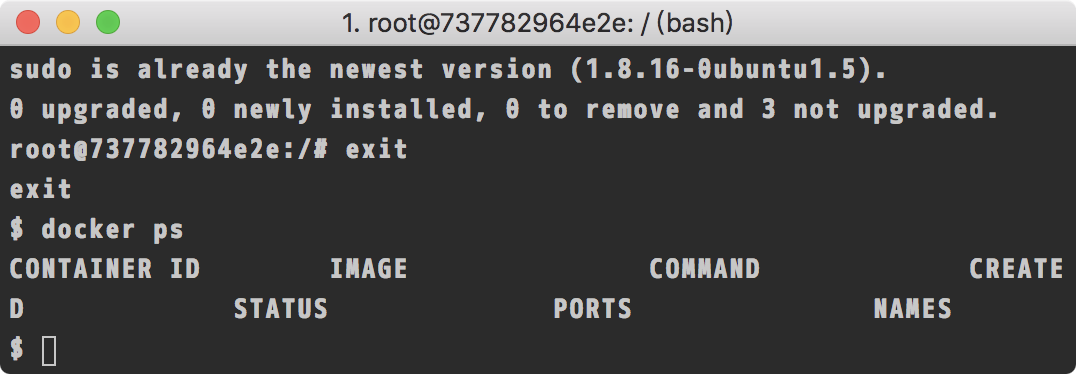 1. root@737782964e2e: / (bash)
sudo is already the newest version (1.8.16-0ubuntu1.5).
0 upgraded, 0 newly installed, 0 to remove and 3 not upgraded.
root@737782964e2e:/# exit
exit
$ docker ps
CONTAINER ID        IMAGE               COMMAND             CREATE
D             STATUS              PORTS               NAMES
$